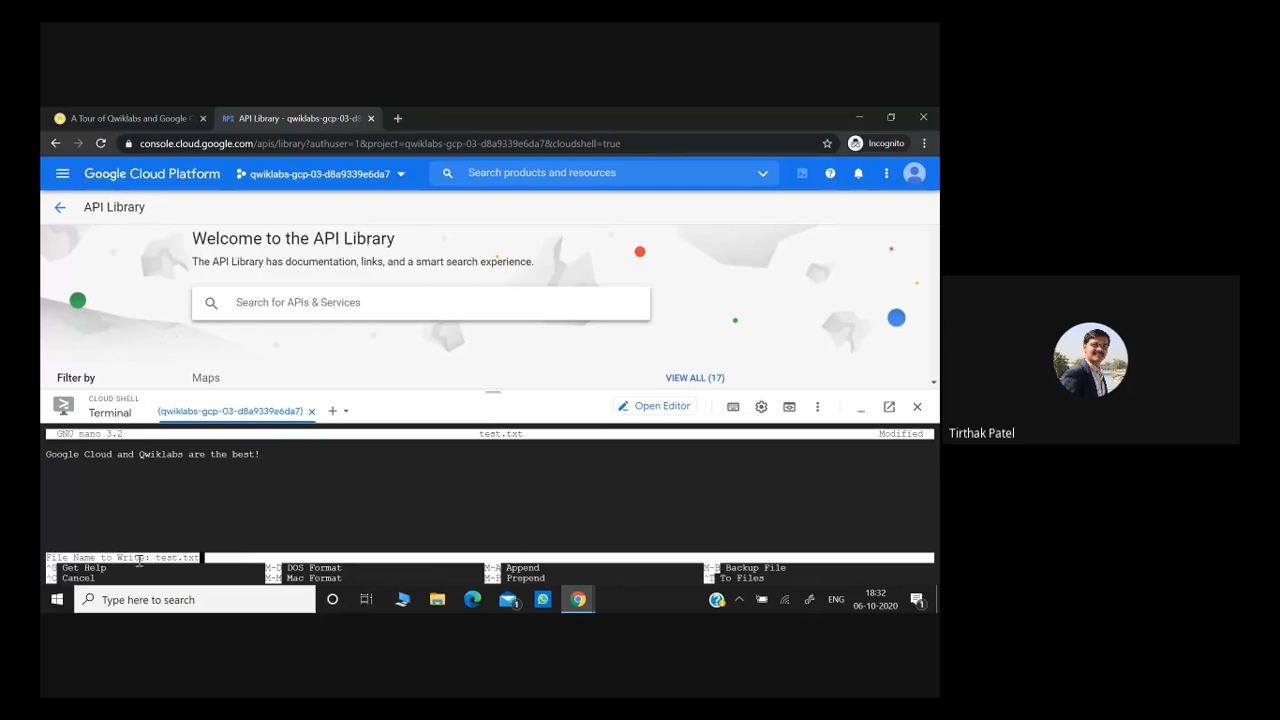 A Tour of Qwiklabs and Google C
API API Library - qwiklabs-gcp-03-d8
console.cloud.google.com/apis/library?authuser=1&project=qwiklabs-gcp-03-d8a9339e6da7&cloudshell=true
Incognito
Google Cloud Platform
qwiklabs-gcp-03-d8a9339e6da7
Search products and resources
API Library
Welcome to the API Library
The API Library has documentation, links, and a smart search experience.
Search for APIs & Services
Filter by
Maps
VIEW ALL (17)
CLOUD SHELL
Terminal
(qwiklabs-gcp-03-d8a9339e6da7)
Open Editor
GNU nano 3.2
test.txt
Modified
Google Cloud and Qwiklabs are the best!
File Name to Write: test.txt
^G Get Help
M-D DOS Format
M-A Append
M-B Backup File
^C Cancel
M-M Mac Format
M-P Prepend
^T To Files
Type here to search
1
ENG
18:32
06-10-2020
1
Tirthak Patel